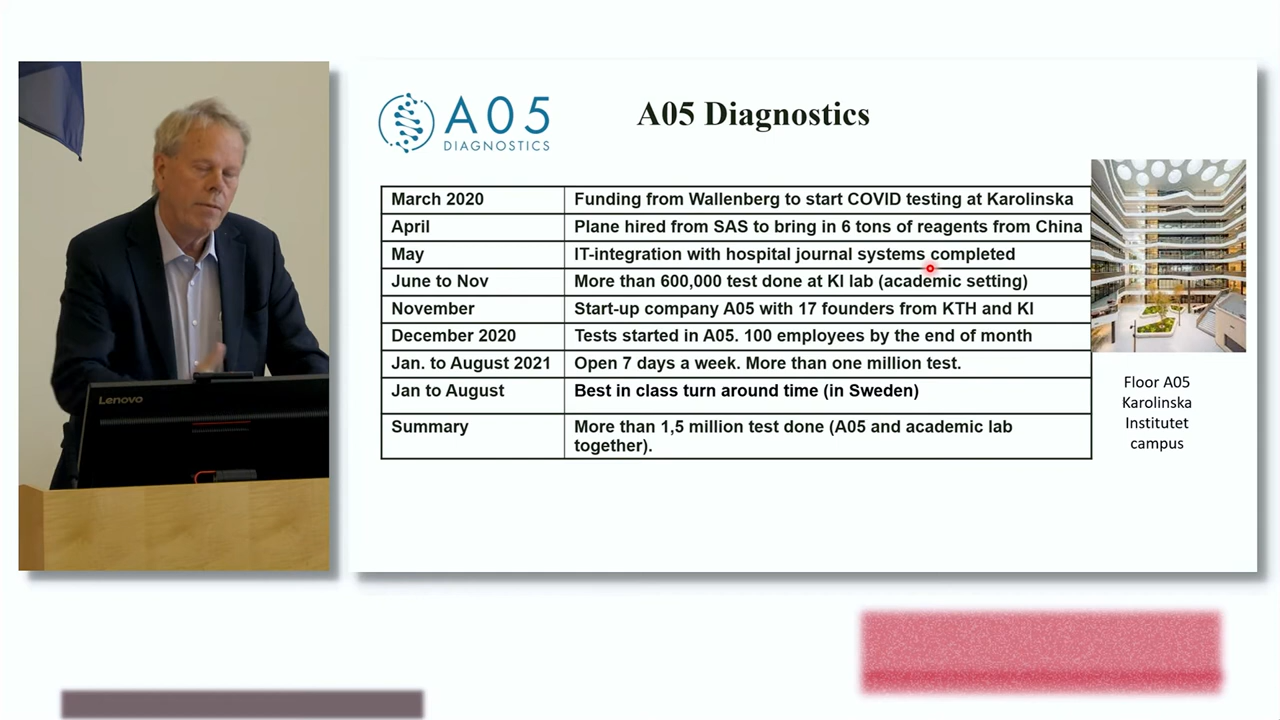 Lenovo
A05
DIAGNOSTICS
A05 Diagnostics
March 2020 Funding from Wallenberg to start COVID testing at Karolinska
April Plane hired from SAS to bring in 6 tons of reagents from China
May IT-integration with hospital journal systems completed
June to Nov More than 600,000 test done at KI lab (academic setting)
November Start-up company A05 with 17 founders from KTH and KI
December 2020 Tests started in A05. 100 employees by the end of month
Jan. to August 2021 Open 7 days a week. More than one million test.
Jan to August Best in class turn around time (in Sweden)
Summary More than 1,5 million test done (A05 and academic lab
together).
Floor A05
Karolinska
Institutet
campus